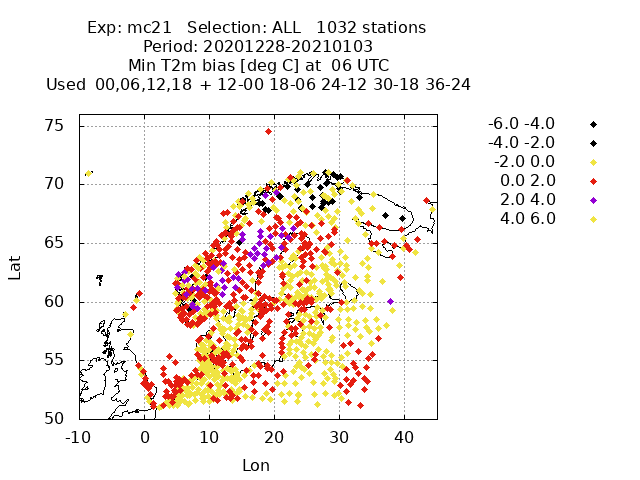 Exp: mc21   Selection: ALL   1032 stations
Period: 20201228-20210103
Min T2m bias [deg C] at  06 UTC
Used  00,06,12,18  + 12-00 18-06 24-12 30-18 36-24
-6.0 -4.0
-4.0 -2.0
-2.0 0.0
0.0 2.0
2.0 4.0
4.0 6.0
75
70
65
60
55
50
Lat
-10 0 10 20 30 40
Lon